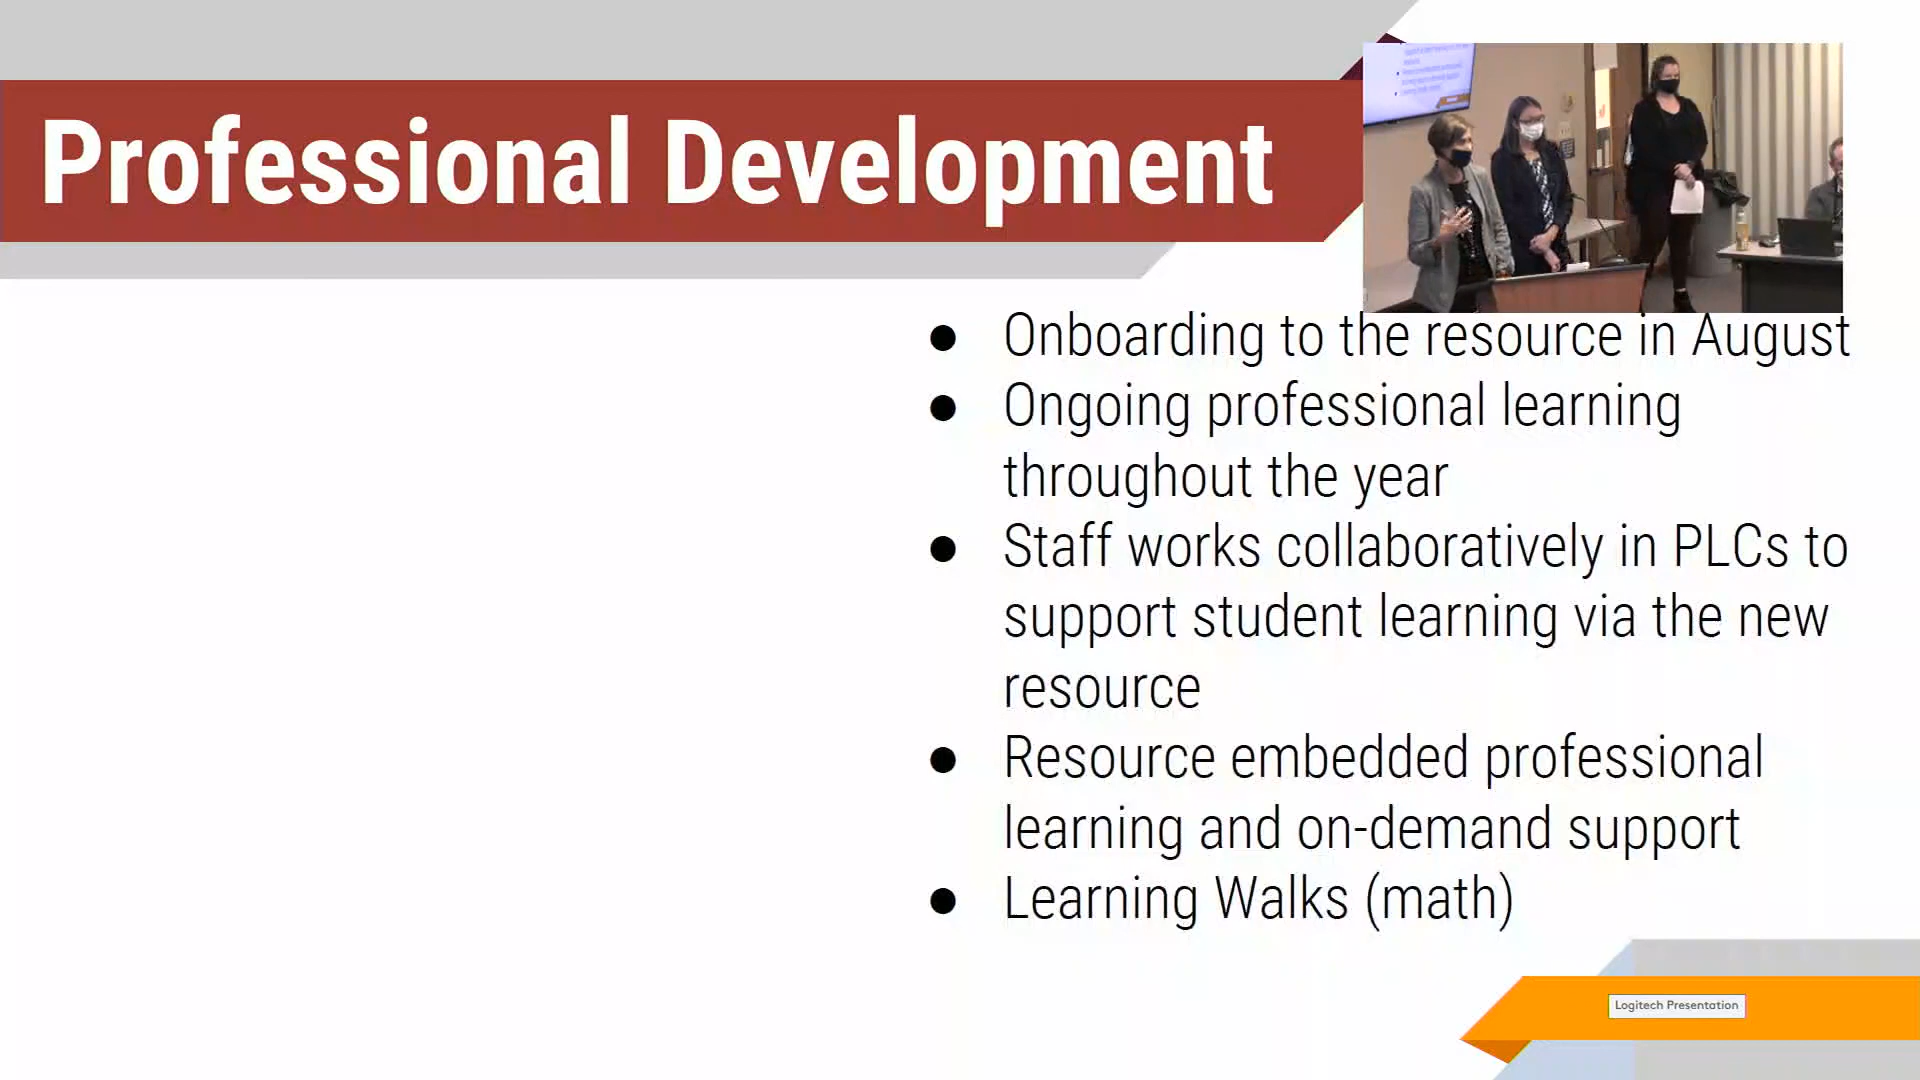 Professional Development
● Onboarding to the resource in August
● Ongoing professional learning
throughout the year
● Staff works collaboratively in PLCs to
support student learning via the new
resource
● Resource embedded professional
learning and on-demand support
● Learning Walks (math)
Logitech Presentation